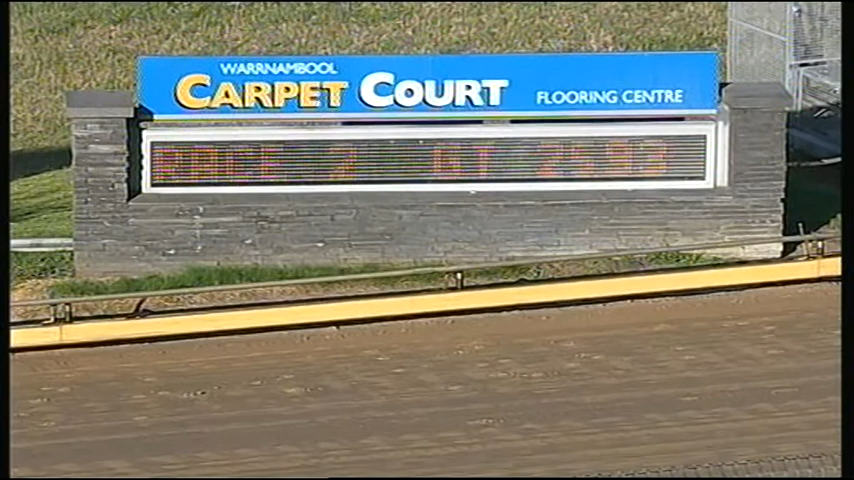 WARRNAMBOOL
CARPET COURT FLOORING CENTRE
RACE 2